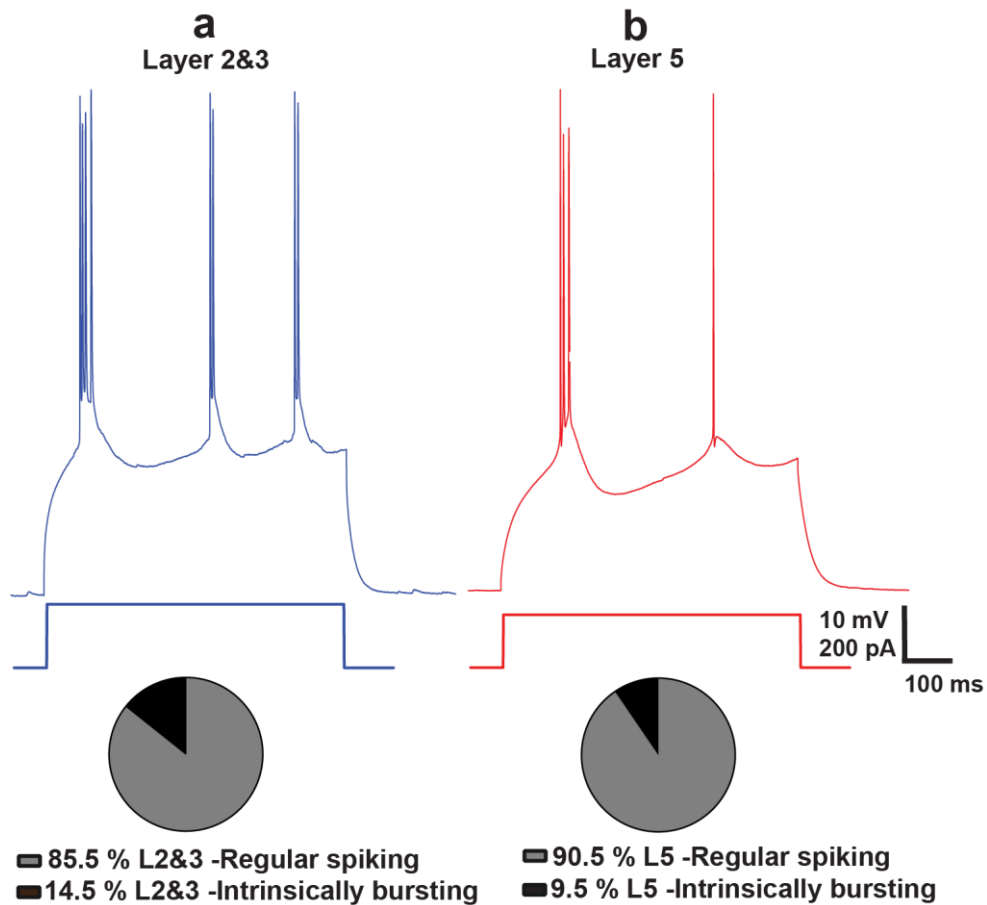 a
Layer 2&3
b
Layer 5
10 mV
200 pA
100 ms
85.5 % L2&3 -Regular spiking
14.5 % L2&3 -Intrinsically bursting
90.5 % L5 -Regular spiking
9.5 % L5 -Intrinsically bursting